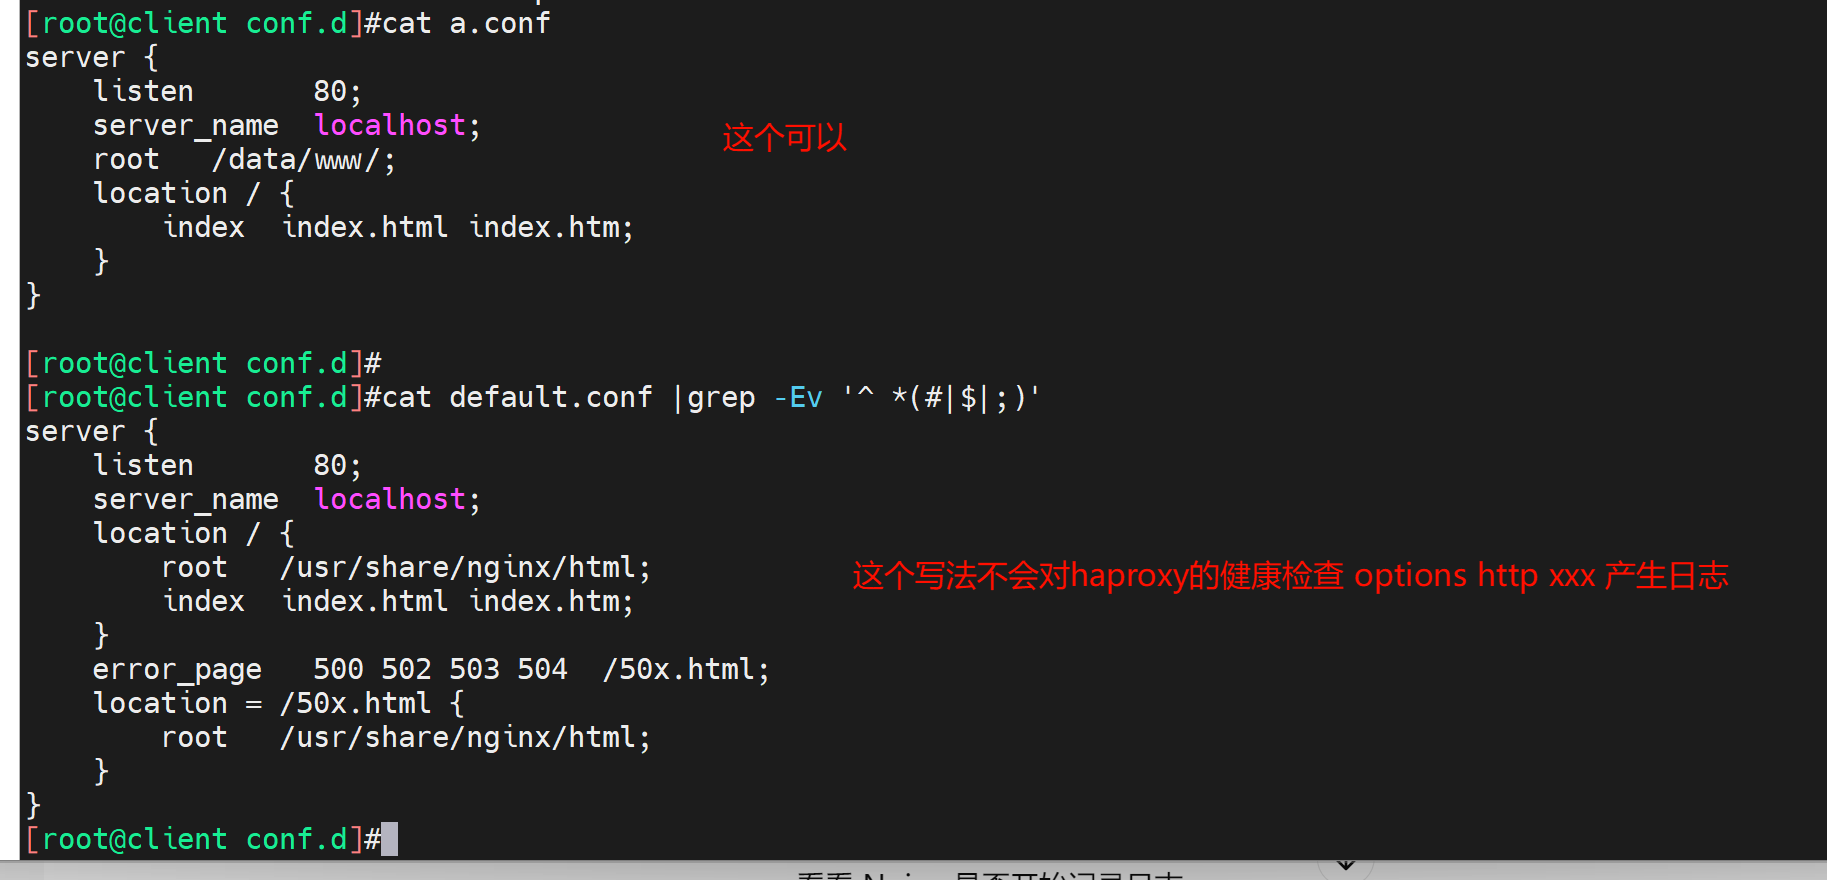 [root@client conf.d]#cat a.conf
server {
    listen       80;
    server_name  localhost;
这个可以
    root   /data/www/;
    location / {
        index  index.html index.htm;
    }
}
[root@client conf.d]#
[root@client conf.d]#cat default.conf |grep -Ev '^ *(#|$|;)'
server {
    listen       80;
    server_name  localhost;
    location / {
        root   /usr/share/nginx/html;
这个写法不会对haproxy的健康检查 options http xxx 产生日志
        index  index.html index.htm;
    }
    error_page   500 502 503 504  /50x.html;
    location = /50x.html {
        root   /usr/share/nginx/html;
    }
}
[root@client conf.d]#